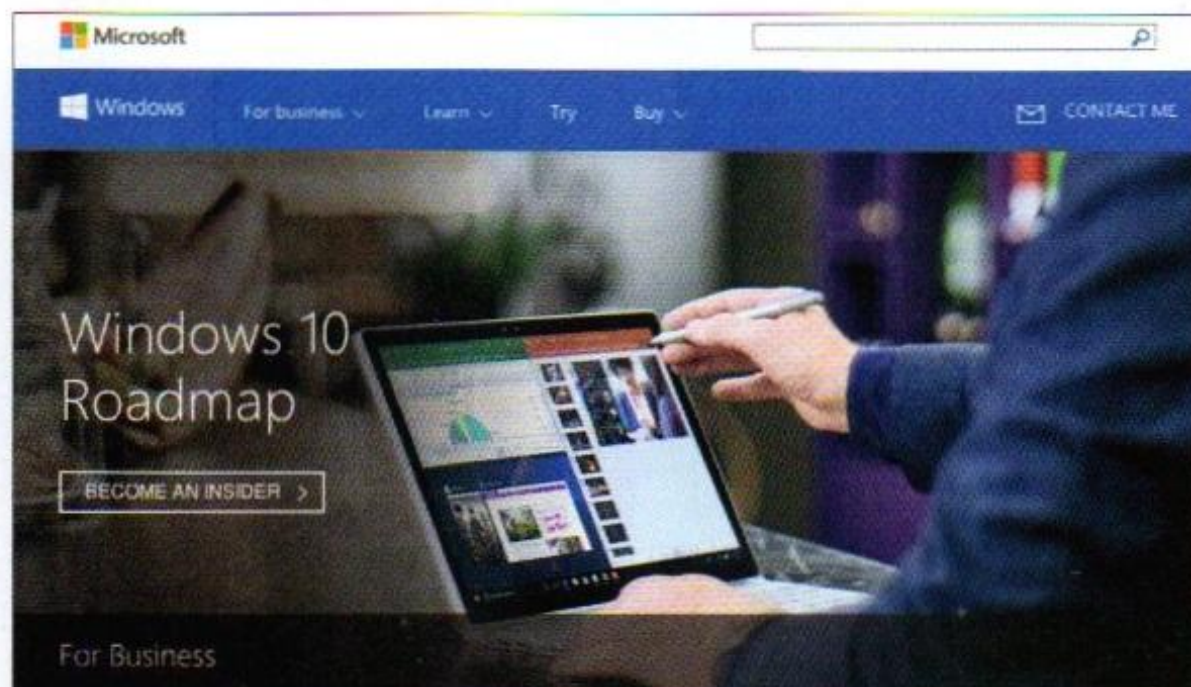 Microsoft
Windows
For business
Learn
Try
Buy
CONTACT ME
Windows 10
Roadmap
BECOME AN INSIDER >
For Business